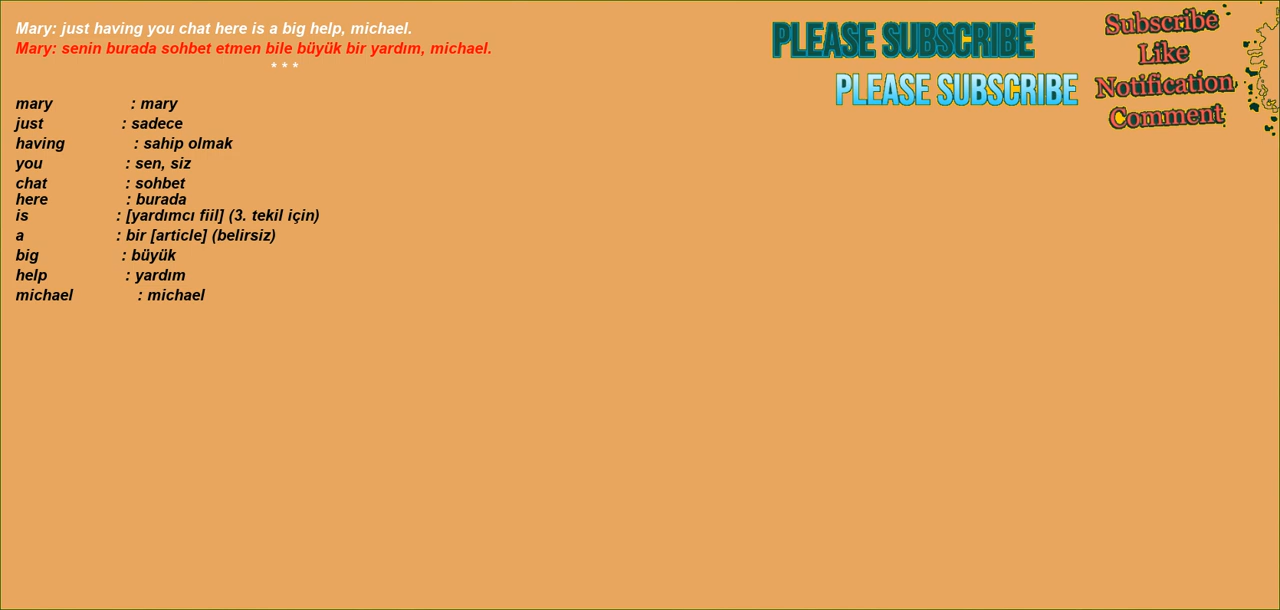 Mary: just having you chat here is a big help, michael.
Mary: senin burada sohbet etmen bile büyük bir yardım, michael.
* * *
mary : mary
just : sadece
having : sahip olmak
you : sen, siz
chat : sohbet
here : burada
is : [yardımcı fiil] (3. tekil için)
a : bir [article] (belirsiz)
big : büyük
help : yardım
michael : michael
PLEASE SUBSCRIBE
PLEASE SUBSCRIBE
Subscribe
Like
Notification
Comment